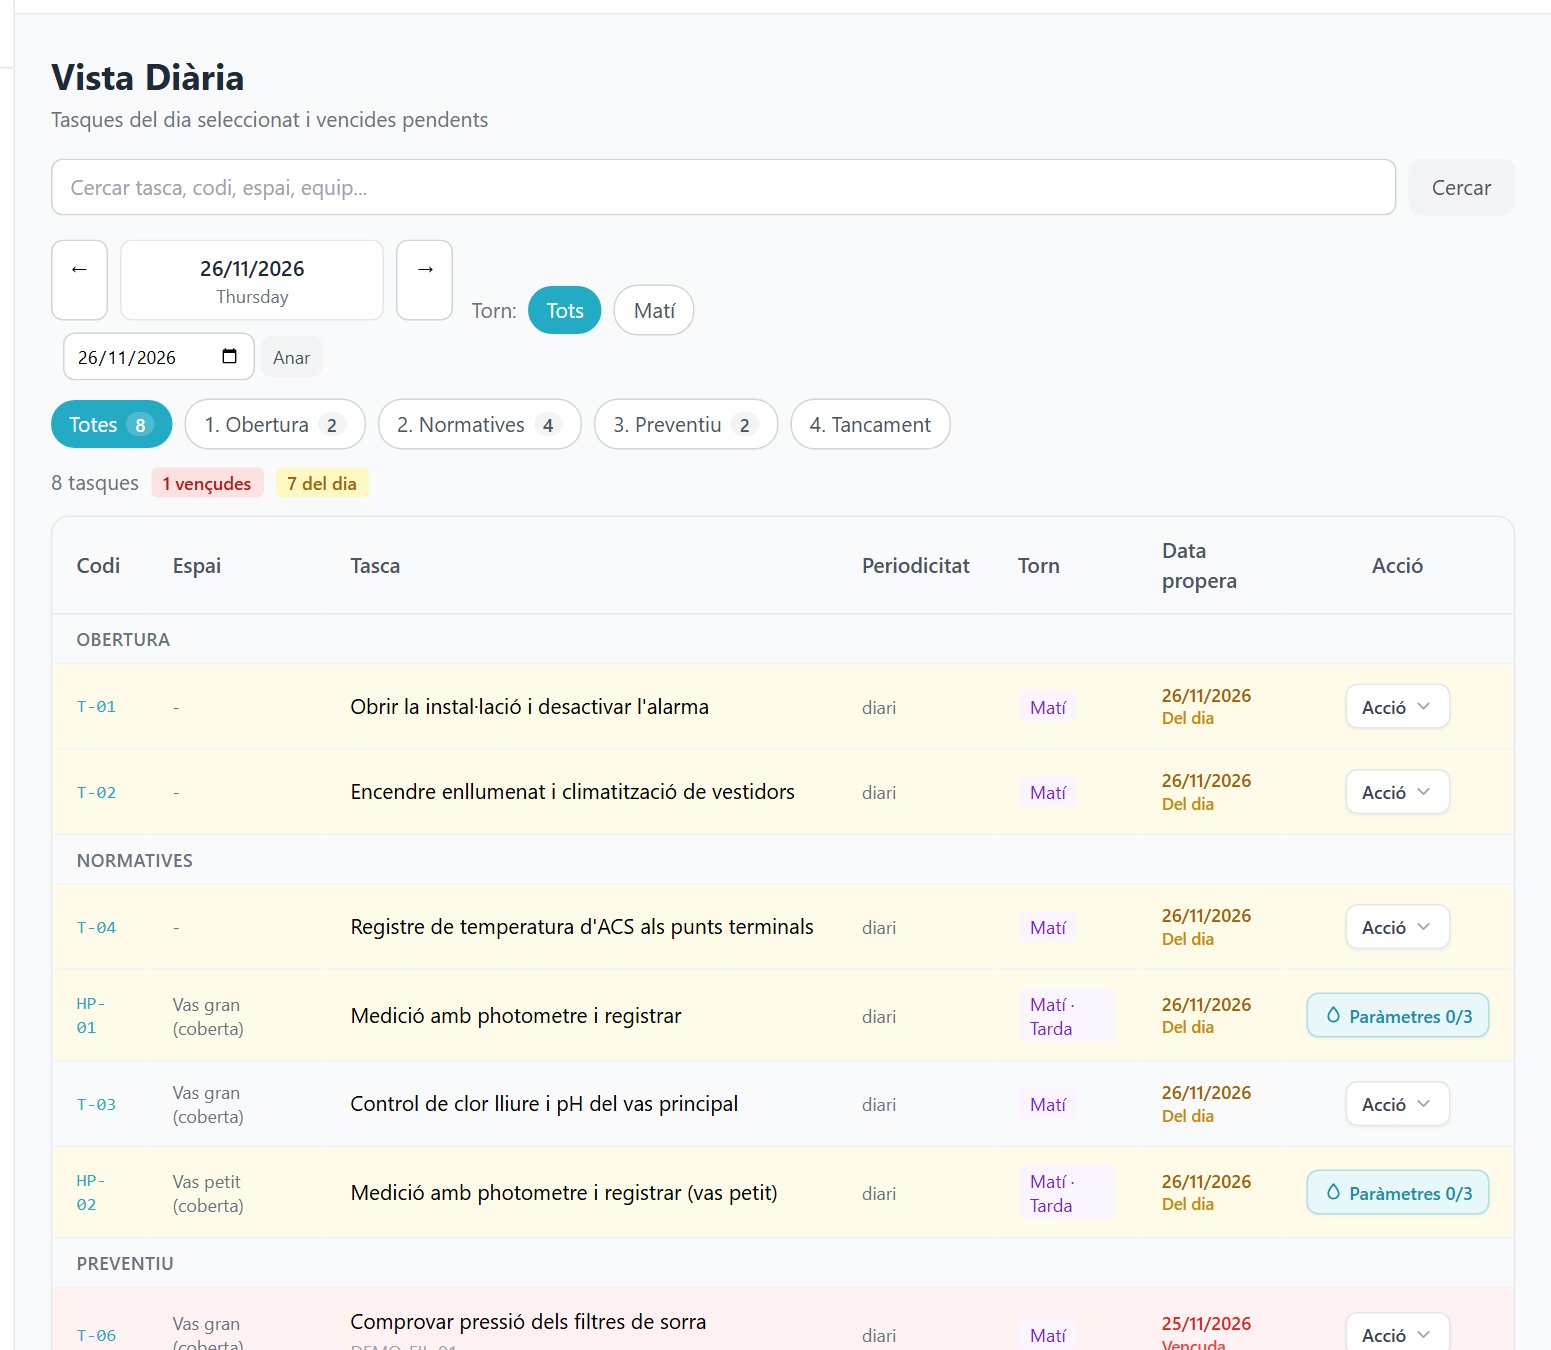 Vista Diària
Tasques del dia seleccionat i vencides pendents
Cercar tasca, codi, espai, equip...
Cercar
←
26/11/2026
Thursday
→
Torn:
Tots
Matí
26/11/2026
Anar
Totes 8
1. Obertura 2
2. Normatives 4
3. Preventiu 2
4. Tancament
8 tasques
1 vençudes
7 del dia
Codi
Espai
Tasca
Periodicitat
Torn
Data
propera
Acció
OBERTURA
T-01
-
Obrir la instal·lació i desactivar l'alarma
diari
Matí
26/11/2026
Del dia
Acció
T-02
-
Encendre enllumenat i climatització de vestidors
diari
Matí
26/11/2026
Del dia
Acció
NORMATIVES
T-04
-
Registre de temperatura d'ACS als punts terminals
diari
Matí
26/11/2026
Del dia
Acció
HP-
01
Vas gran
(coberta)
Medició amb photometre i registrar
diari
Matí ·
Tarda
26/11/2026
Del dia
Paràmetres 0/3
T-03
Vas gran
(coberta)
Control de clor lliure i pH del vas principal
diari
Matí
26/11/2026
Del dia
Acció
HP-
02
Vas petit
(coberta)
Medició amb photometre i registrar (vas petit)
diari
Matí ·
Tarda
26/11/2026
Del dia
Paràmetres 0/3
PREVENTIU
T-06
Vas gran
(coberta)
Comprovar pressió dels filtres de sorra
diari
Matí
25/11/2026
Vençuda
Acció